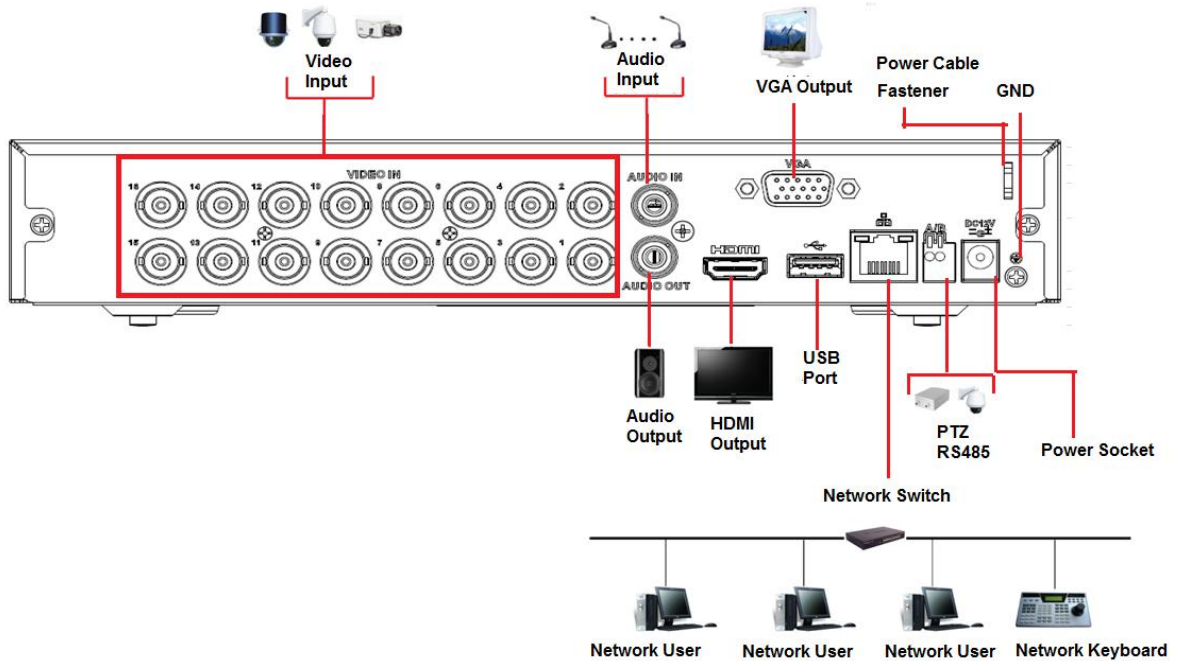 Video
Input
Audio
Input
VGA Output
Power Cable
Fastener
GND
VIDEO IN
16 14 12 10 8 6 4 2
15 13 11 9 7 5 3 1
AUDIO IN
AUDIO OUT
VGA
HDMI
A/B
DC12V
Audio
Output
HDMI
Output
USB
Port
PTZ
RS485
Power Socket
Network Switch
Network User
Network User
Network User
Network Keyboard